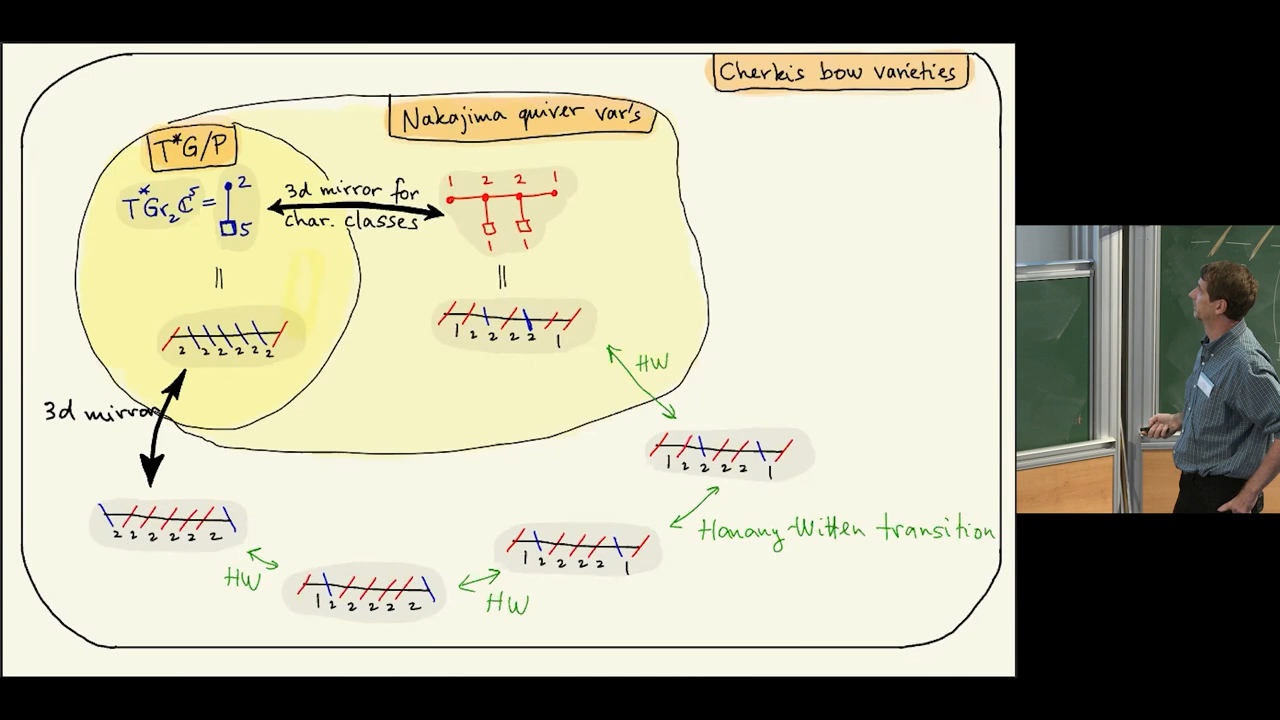 Cherkis bow varieties
Nakajima quiver var's
T*G/P
T*Gr₂ℂ⁵ = 2
5
3d mirror for
char. classes
1 2 2 1
1 1
||
||
2 2 2 2 2 2
1 2 2 2 2 1
3d mirror
HW
1 2 2 2 2 1
2 2 2 2 2 2
HW
1 2 2 2 2 2
HW
1 2 2 2 2 1
Hanany-Witten transition